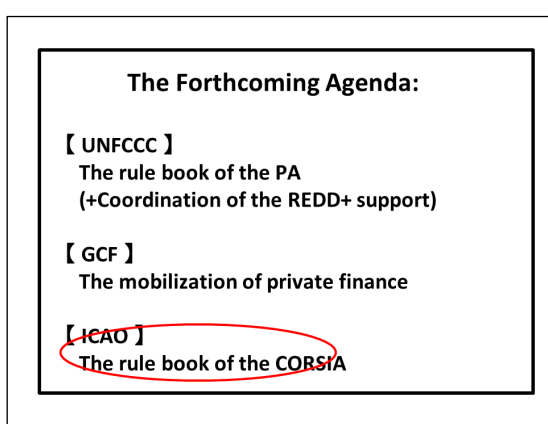 The Forthcoming Agenda:
【 UNFCCC 】
The rule book of the PA
(+Coordination of the REDD+ support)
【 GCF 】
The mobilization of private finance
【 ICAO 】
The rule book of the CORSIA